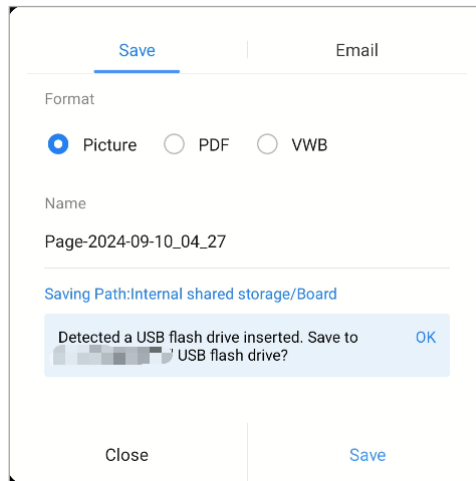 Save
Email
Format
Picture
PDF
VWB
Name
Page-2024-09-10_04_27
Saving Path:Internal shared storage/Board
Detected a USB flash drive inserted. Save to
OK
USB flash drive?
Close
Save